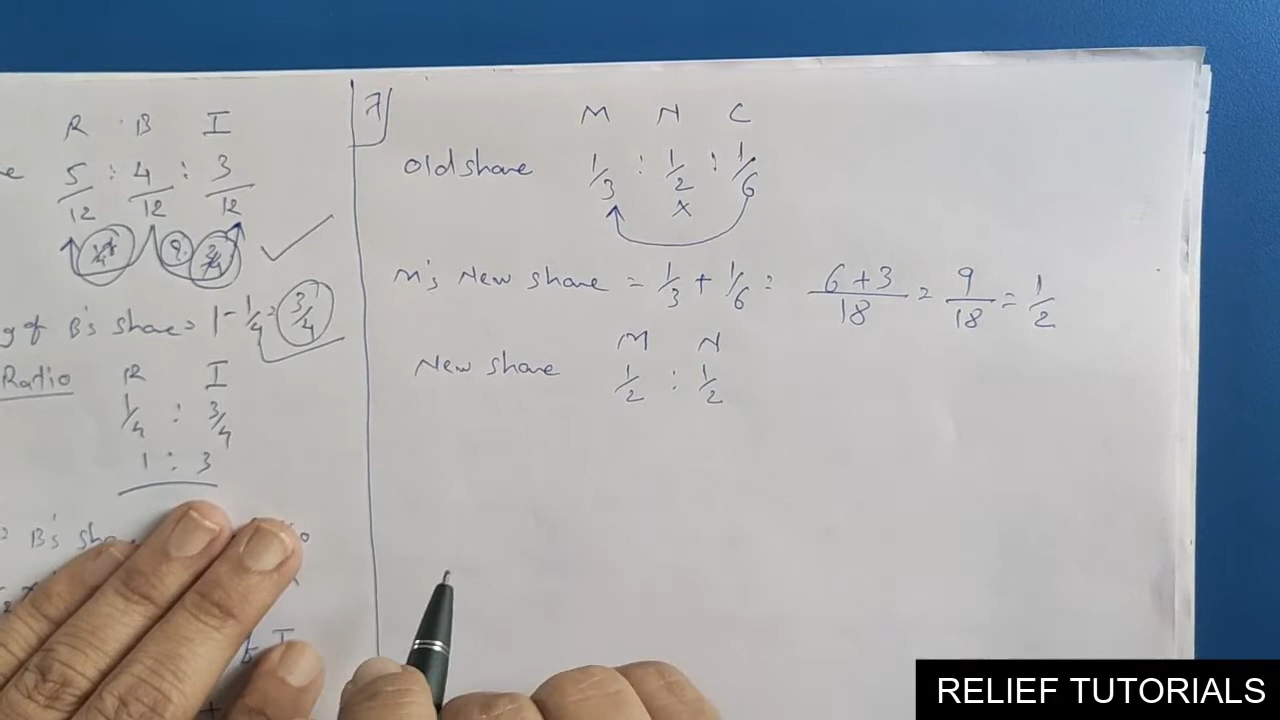 R B I
5/12 : 4/12 : 3/12
g of B's share = 1 - 1/4 = 3/4
Ratio R I
1/4 : 3/4
1 : 3
B's
7
M N C
Old share 1/3 : 1/2 : 1/6
x
M's New share = 1/3 + 1/6 = 6+3/18 = 9/18 = 1/2
M N
New share 1/2 : 1/2
RELIEF TUTORIALS